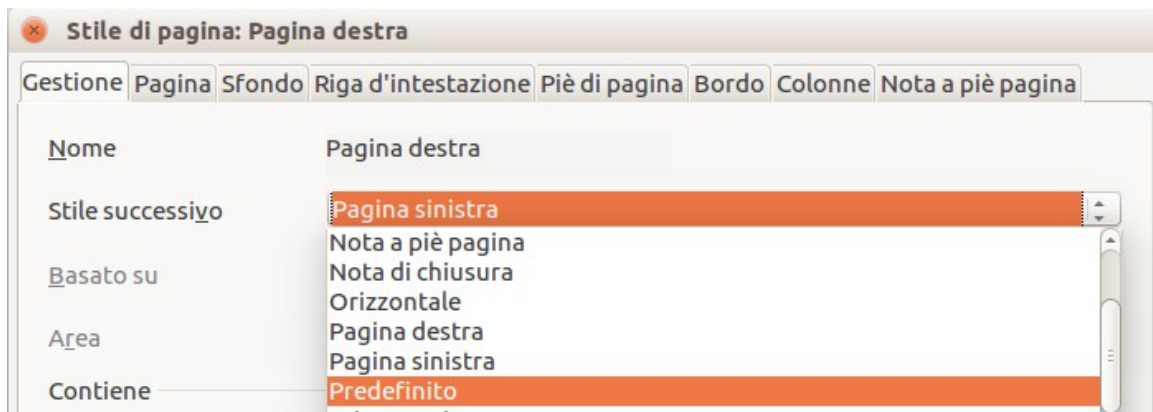 Stile di pagina: Pagina destra
Gestione Pagina Sfondo Riga d'intestazione Piè di pagina Bordo Colonne Nota a piè pagina
Nome Pagina destra
Stile successivo Pagina sinistra
Nota a piè pagina
Basato su Nota di chiusura
Orizzontale
Area Pagina destra
Pagina sinistra
Contiene Predefinito